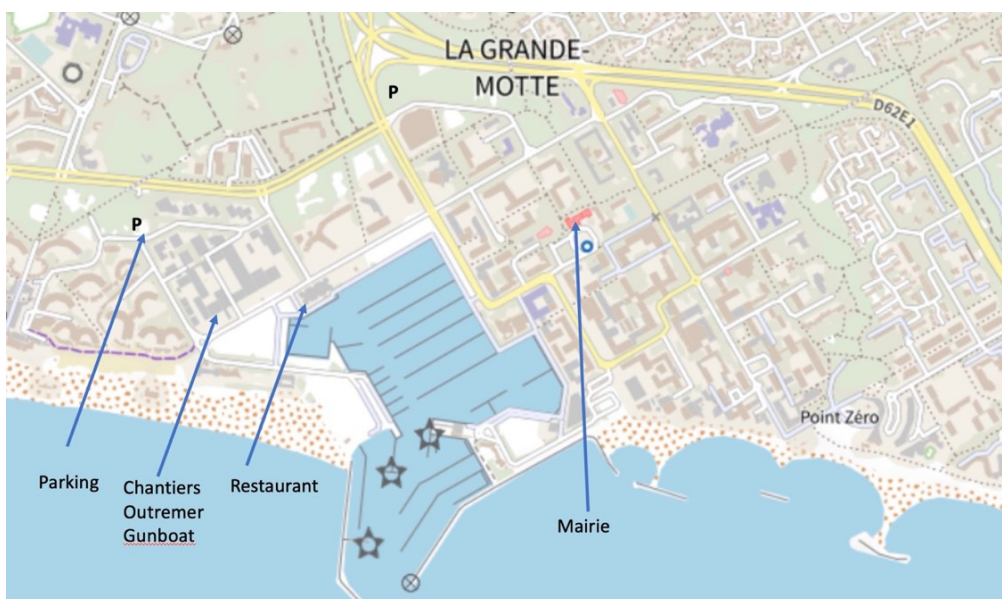 LA GRANDE-
MOTTE
P
D62E1
P
Point Zéro
Parking
Chantiers
Outremer
Gunboat
Restaurant
Mairie